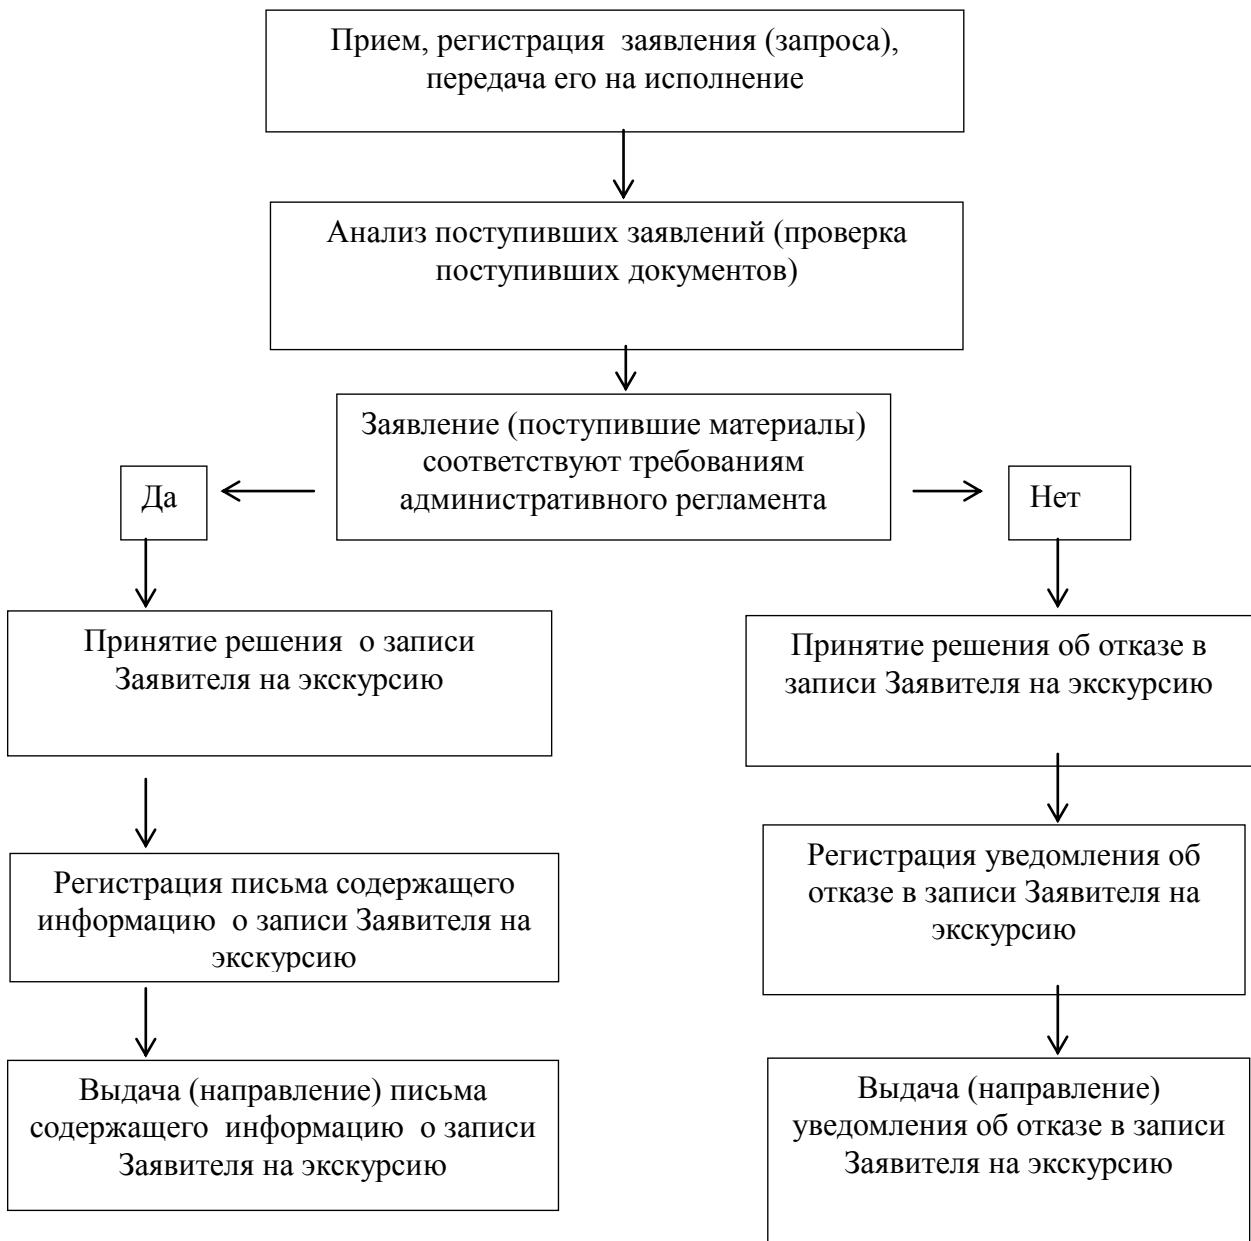 Прием, регистрация  заявления (запроса),
передача его на исполнение
Анализ поступивших заявлений (проверка
поступивших документов)
Заявление (поступившие материалы)
соответствуют требованиям
административного регламента
Да
Нет
Принятие решения  о записи
Заявителя на экскурсию
Принятие решения об отказе в
записи Заявителя на экскурсию
Регистрация письма содержащего
информацию  о записи Заявителя на
экскурсию
Регистрация уведомления об
отказе в записи Заявителя на
экскурсию
Выдача (направление) письма
содержащего  информацию  о записи
Заявителя на экскурсию
Выдача (направление)
уведомления об отказе в записи
Заявителя на экскурсию